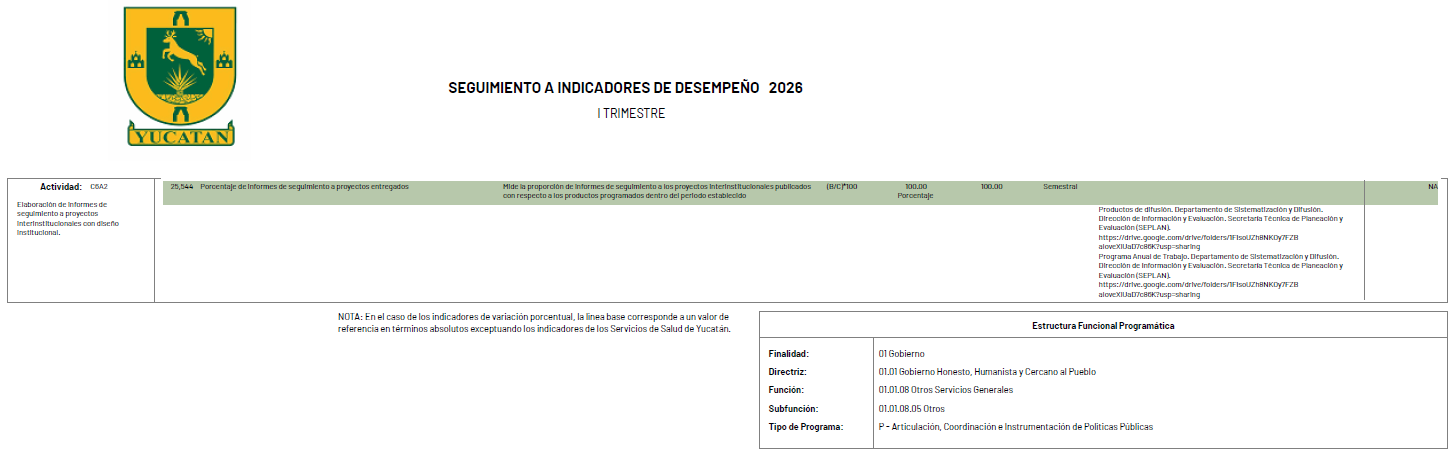 YUCATAN
SEGUIMIENTO A INDICADORES DE DESEMPEÑO 2026
I TRIMESTRE
Actividad: C6A2
Elaboración de informes de
seguimiento a proyectos
interinstitucionales con diseño
institucional.
25,544 Porcentaje de informes de seguimiento a proyectos entregados
Mide la proporción de informes de seguimiento a los proyectos interinstitucionales publicados
con respecto a los productos programados dentro del periodo establecido
(B/C)*100
100.00
Porcentaje
100.00
Semestral
NA
Productos de difusión. Departamento de Sistematización y Difusión.
Dirección de Información y Evaluación. Secretaría Técnica de Planeación y
Evaluación (SEPLAN).
Programa Anual de Trabajo. Departamento de Sistematización y Difusión.
Dirección de Información y Evaluación. Secretaría Técnica de Planeación y
Evaluación (SEPLAN).
NOTA: En el caso de los indicadores de variación porcentual, la línea base corresponde a un valor de
referencia en términos absolutos exceptuando los indicadores de los Servicios de Salud de Yucatán.
Estructura Funcional Programática
Finalidad: 01 Gobierno
Directriz: 01.01 Gobierno Honesto, Humanista y Cercano al Pueblo
Función: 01.01.08 Otros Servicios Generales
Subfunción: 01.01.08.05 Otros
Tipo de Programa: P - Articulación, Coordinación e Instrumentación de Políticas Públicas